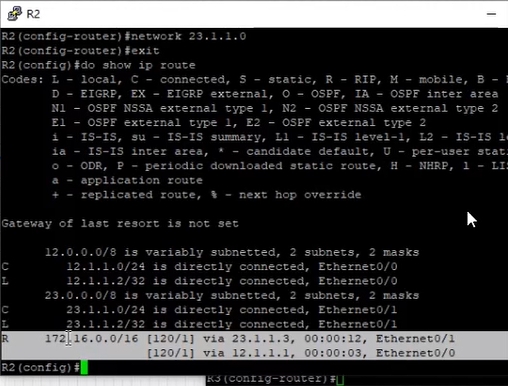 R2
R2(config-router)#network 23.1.1.0
R2(config-router)#exit
R2(config)#do show ip route
Codes: L - local, C - connected, S - static, R - RIP, M - mobile, B -
D - EIGRP, EX - EIGRP external, O - OSPF, IA - OSPF inter area
N1 - OSPF NSSA external type 1, N2 - OSPF NSSA external type 2
E1 - OSPF external type 1, E2 - OSPF external type 2
i - IS-IS, su - IS-IS summary, L1 - IS-IS level-1, L2 - IS-IS
ia - IS-IS inter area, * - candidate default, U - per-user
o - ODR, P - periodic downloaded static route, H - NHRP, l -
a - application route
+ - replicated route, % - next hop override
Gateway of last resort is not set
12.0.0.0/8 is variably subnetted, 2 subnets, 2 masks
C 12.1.1.0/24 is directly connected, Ethernet0/0
L 12.1.1.2/32 is directly connected, Ethernet0/0
23.0.0.0/8 is variably subnetted, 2 subnets, 2 masks
C 23.1.1.0/24 is directly connected, Ethernet0/1
L 23.1.1.2/32 is directly connected, Ethernet0/1
R 172.16.0.0/16 [120/1] via 23.1.1.3, 00:00:12, Ethernet0/1
[120/1] via 12.1.1.1, 00:00:03, Ethernet0/0
R2(config)#
R3(config-router)#